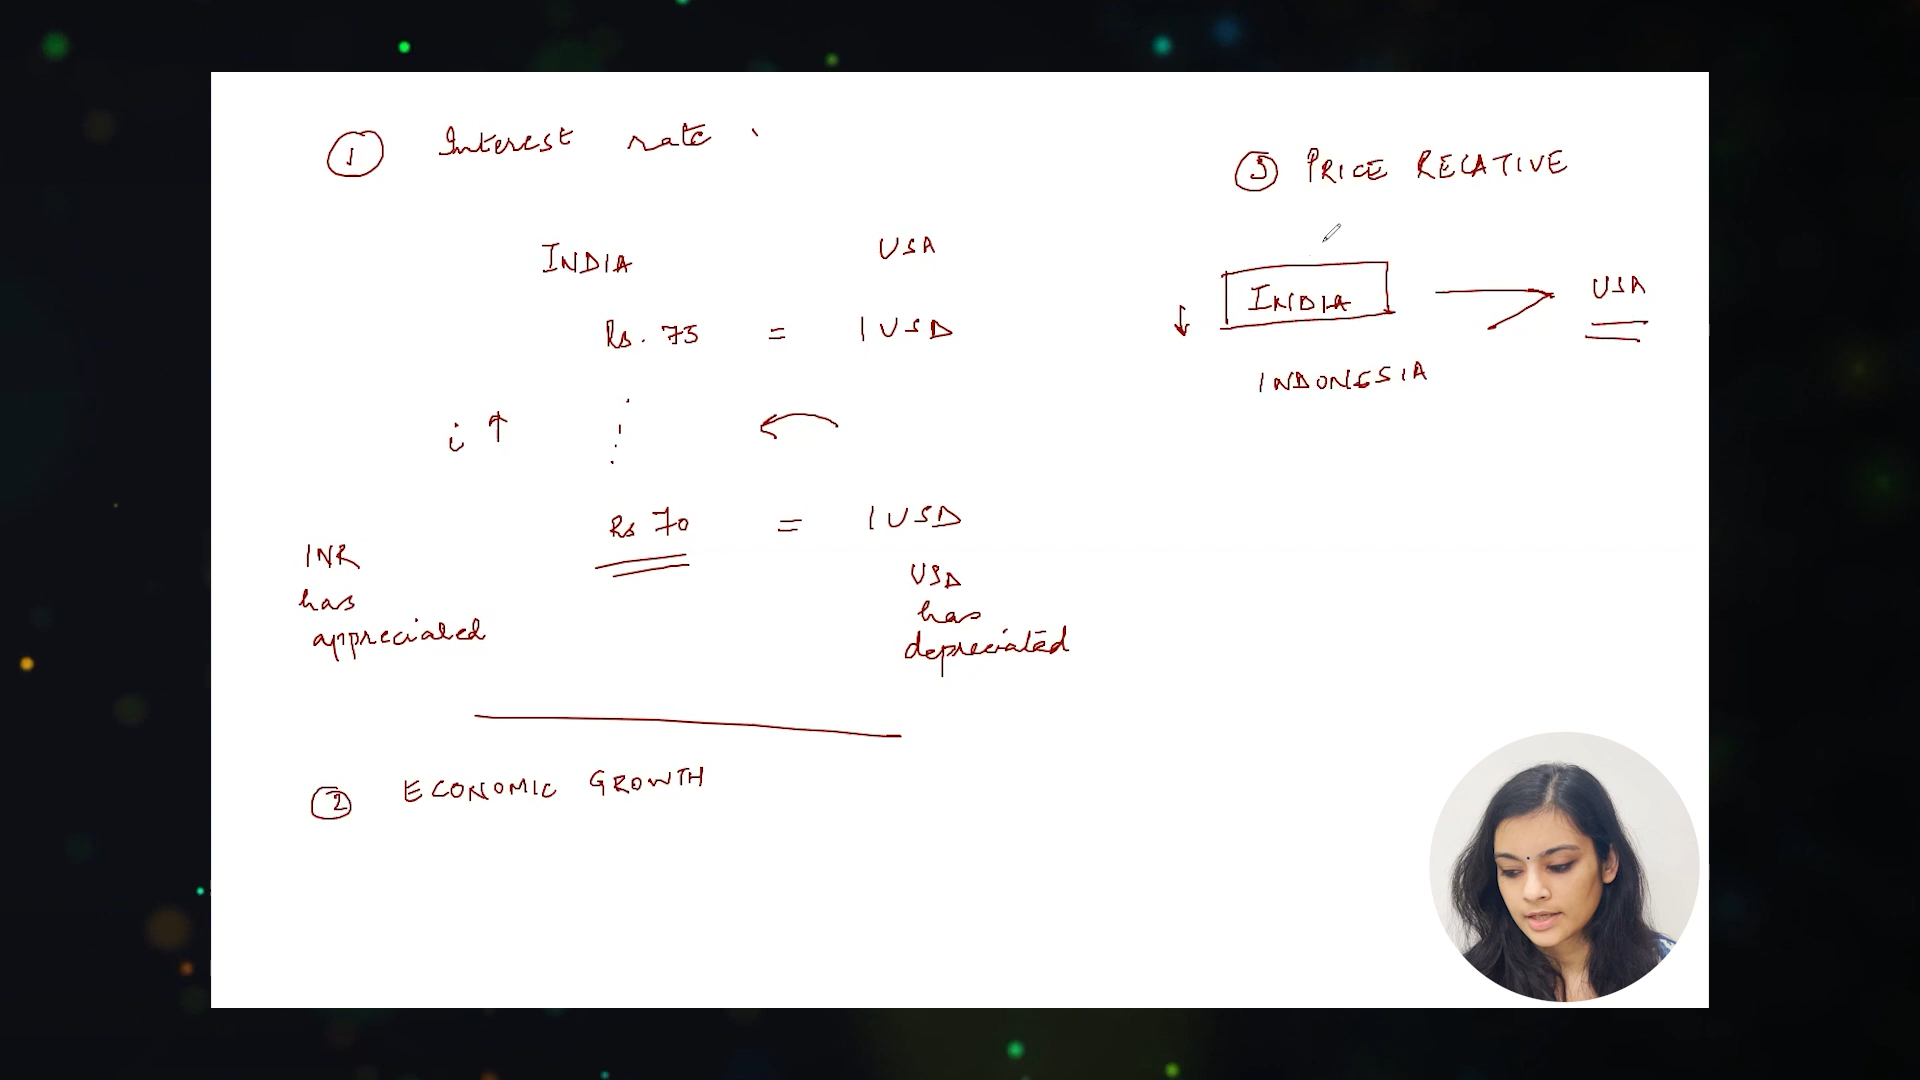 ① Interest rate
INDIA USA
Rs. 75 = 1 USD
i ↑
Rs 70 = 1 USD
INR
has
appreciated
USD
has
depreciated
② ECONOMIC GROWTH
③ PRICE RELATIVE
↓ INDIA → USA
INDONESIA